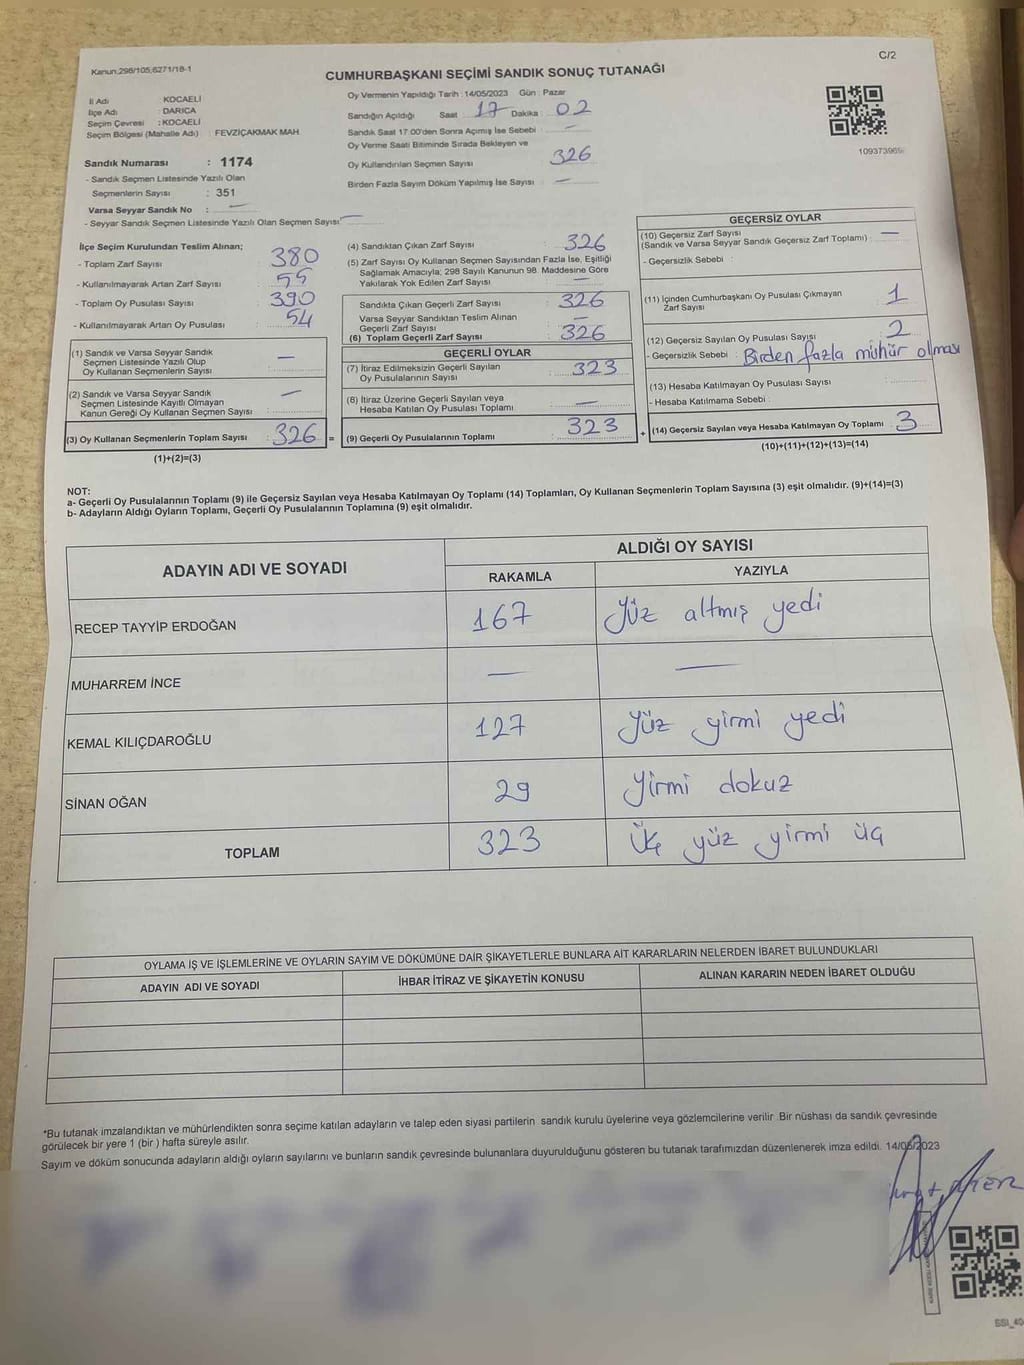 C/2
Kanun.298/105;6271/18-1
CUMHURBAŞKANI SEÇİMİ SANDIK SONUÇ TUTANAĞI
İl Adı KOCAELİ
İlçe Adı : DARICA
Seçim Çevresi : KOCAELİ
Seçim Bölgesi (Mahalle Adı) : FEVZİÇAKMAK MAH.
Oy Vermenin Yapıldığı Tarih : 14/05/2023 Gün : Pazar
Sandığın Açıldığı Saat : 17 Dakika : 02
Sandık Saat 17.00'den Sonra Açımış İse Sebebi : —
Oy Verme Saati Bitiminde Sırada Bekleyen ve
Oy Kullandırılan Seçmen Sayısı 326
Birden Fazla Sayım Döküm Yapılmış İse Sayısı : —
109373969
Sandık Numarası : 1174
- Sandık Seçmen Listesinde Yazılı Olan
Seçmenlerin Sayısı : 351
Varsa Seyyar Sandık No : —
- Seyyar Sandık Seçmen Listesinde Yazılı Olan Seçmen Sayısı: —
İlçe Seçim Kurulundan Teslim Alınan;
- Toplam Zarf Sayısı : 380
- Kullanılmayarak Artan Zarf Sayısı : 55
- Toplam Oy Pusulası Sayısı : 390
- Kullanılmayarak Artan Oy Pusulası : 54
(1) Sandık ve Varsa Seyyar Sandık
Seçmen Listesinde Yazılı Olup
Oy Kullanan Seçmenlerin Sayısı : —
(2) Sandık ve Varsa Seyyar Sandık
Seçmen Listesinde Kayıtlı Olmayan
Kanun Gereği Oy Kullanan Seçmen Sayısı : —
(3) Oy Kullanan Seçmenlerin Toplam Sayısı : 326 =
(1)+(2)=(3)
(4) Sandıktan Çıkan Zarf Sayısı : 326
(5) Zarf Sayısı Oy Kullanan Seçmen Sayısından Fazla İse, Eşitliği
Sağlamak Amacıyla; 298 Sayılı Kanunun 98. Maddesine Göre
Yakılarak Yok Edilen Zarf Sayısı : —
Sandıkta Çıkan Geçerli Zarf Sayısı : 326
Varsa Seyyar Sandıktan Teslim Alınan
Geçerli Zarf Sayısı : —
(6) Toplam Geçerli Zarf Sayısı : 326
GEÇERLİ OYLAR
(7) İtiraz Edilmeksizin Geçerli Sayılan
Oy Pusulalarının Sayısı : 323
(8) İtiraz Üzerine Geçerli Sayılan veya
Hesaba Katılan Oy Pusulası Toplamı : —
(9) Geçerli Oy Pusulalarının Toplamı : 323 +
GEÇERSİZ OYLAR
(10) Geçersiz Zarf Sayısı
(Sandık ve Varsa Seyyar Sandık Geçersiz Zarf Toplamı) : —
- Geçersizlik Sebebi :
(11) İçinden Cumhurbaşkanı Oy Pusulası Çıkmayan
Zarf Sayısı : 1
(12) Geçersiz Sayılan Oy Pusulası Sayısı : 2
- Geçersizlik Sebebi : Birden fazla mühür olması
(13) Hesaba Katılmayan Oy Pusulası Sayısı :
- Hesaba Katılmama Sebebi :
(14) Geçersiz Sayılan veya Hesaba Katılmayan Oy Toplamı : 3
(10)+(11)+(12)+(13)=(14)
NOT:
a- Geçerli Oy Pusulalarının Toplamı (9) ile Geçersiz Sayılan veya Hesaba Katılmayan Oy Toplamı (14) Toplamları, Oy Kullanan Seçmenlerin Toplam Sayısına (3) eşit olmalıdır. (9)+(14)=(3)
b- Adayların Aldığı Oyların Toplamı, Geçerli Oy Pusulalarının Toplamına (9) eşit olmalıdır.
ADAYIN ADI VE SOYADI ALDIĞI OY SAYISI
RAKAMLA YAZIYLA
RECEP TAYYİP ERDOĞAN 167 Yüz altmış yedi
MUHARREM İNCE — —
KEMAL KILIÇDAROĞLU 127 Yüz yirmi yedi
SİNAN OĞAN 29 Yirmi dokuz
TOPLAM 323 Üç yüz yirmi üç
OYLAMA İŞ VE İŞLEMLERİNE VE OYLARIN SAYIM VE DÖKÜMÜNE DAİR ŞİKAYETLERLE BUNLARA AİT KARARLARIN NELERDEN İBARET BULUNDUKLARI
ADAYIN ADI VE SOYADI İHBAR İTİRAZ VE ŞİKAYETİN KONUSU ALINAN KARARIN NEDEN İBARET OLDUĞU
*Bu tutanak imzalandıktan ve mühürlendikten sonra seçime katılan adayların ve talep eden siyasi partilerin sandık kurulu üyelerine veya gözlemcilerine verilir. Bir nüshası da sandık çevresinde
görülecek bir yere 1 (bir ) hafta süreyle asılır.
Sayım ve döküm sonucunda adayların aldığı oyların sayılarını ve bunların sandık çevresinde bulunanlara duyurulduğunu gösteren bu tutanak tarafımızdan düzenlenerek imza edildi. 14/05/2023
SSI_40